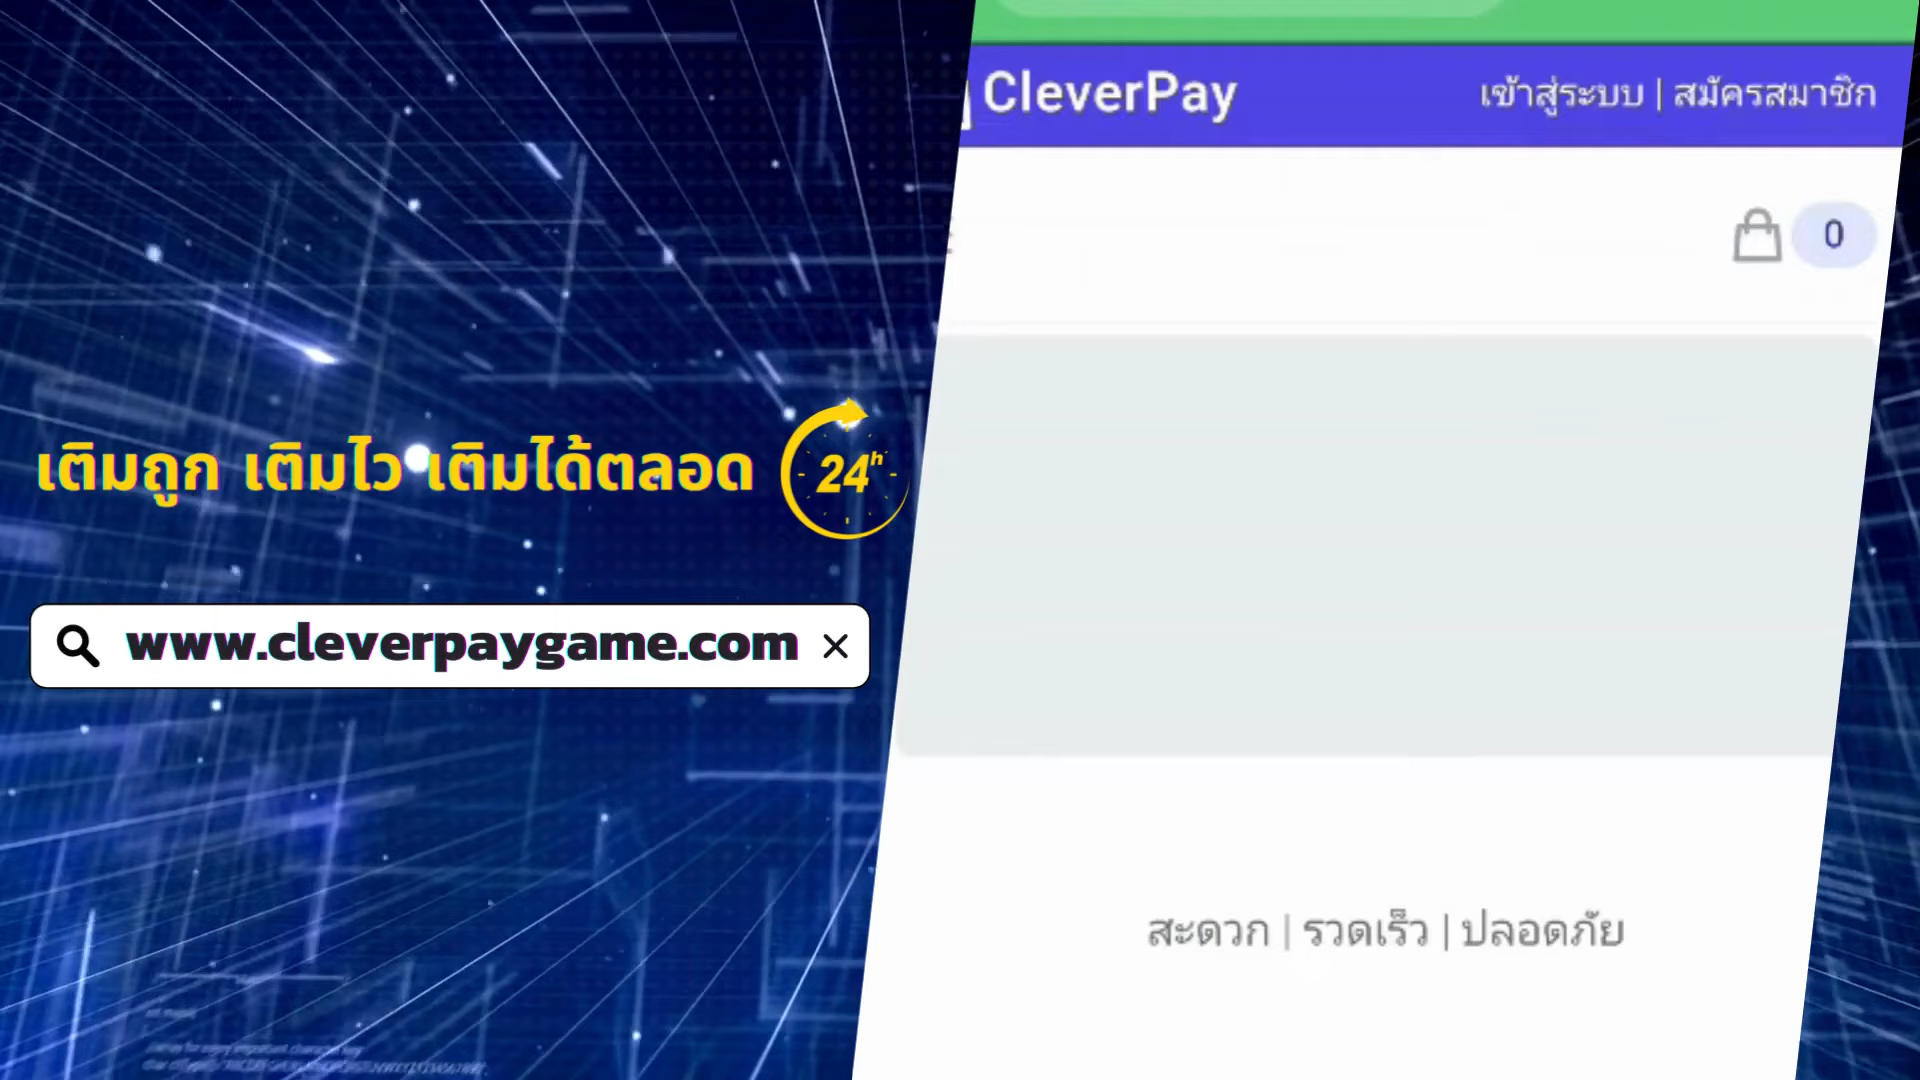 CleverPay
เข้าสู่ระบบ | สมัครสมาชิก
0
เติมถูก เติมไว เติมได้ตลอด
24h
www.cleverpaygame.com
สะดวก | รวดเร็ว | ปลอดภัย